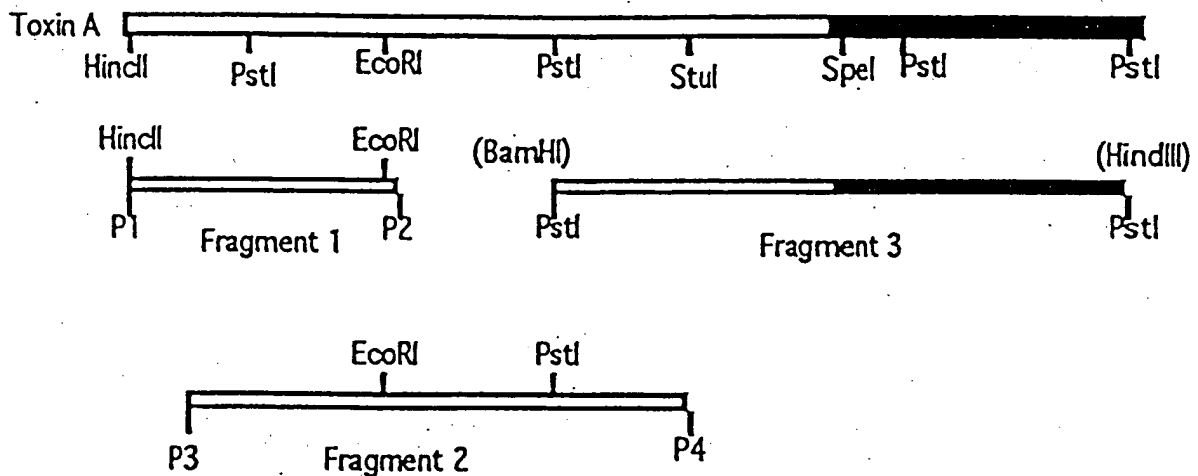 Toxin A
HincII PstI EcoRI PstI StuI SpeI PstI PstI
HincII EcoRI (BamHI) (HindIII)
P1 Fragment 1 P2 PstI Fragment 3 PstI
EcoRI PstI
P3 Fragment 2 P4